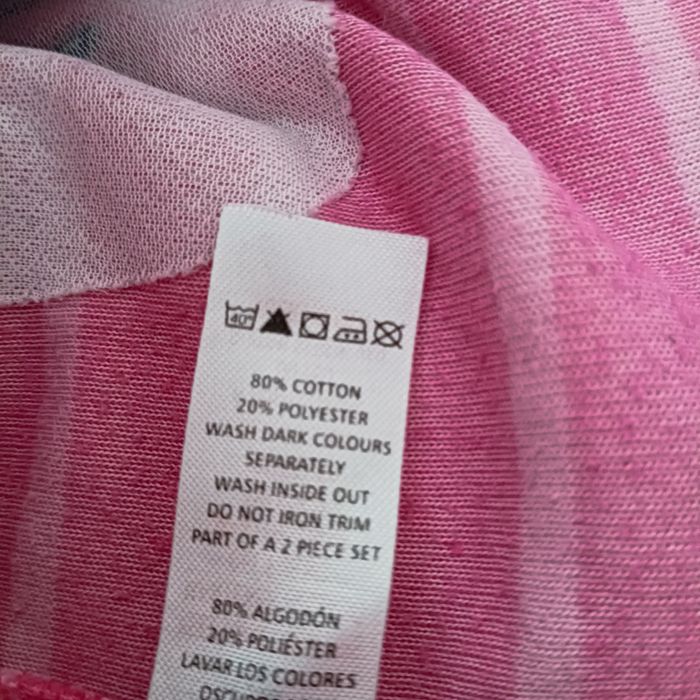 40°
80% COTTON
20% POLYESTER
WASH DARK COLOURS
SEPARATELY
WASH INSIDE OUT
DO NOT IRON TRIM
PART OF A 2 PIECE SET
80% ALGODÓN
20% POLIÉSTER
LAVAR LOS COLORES